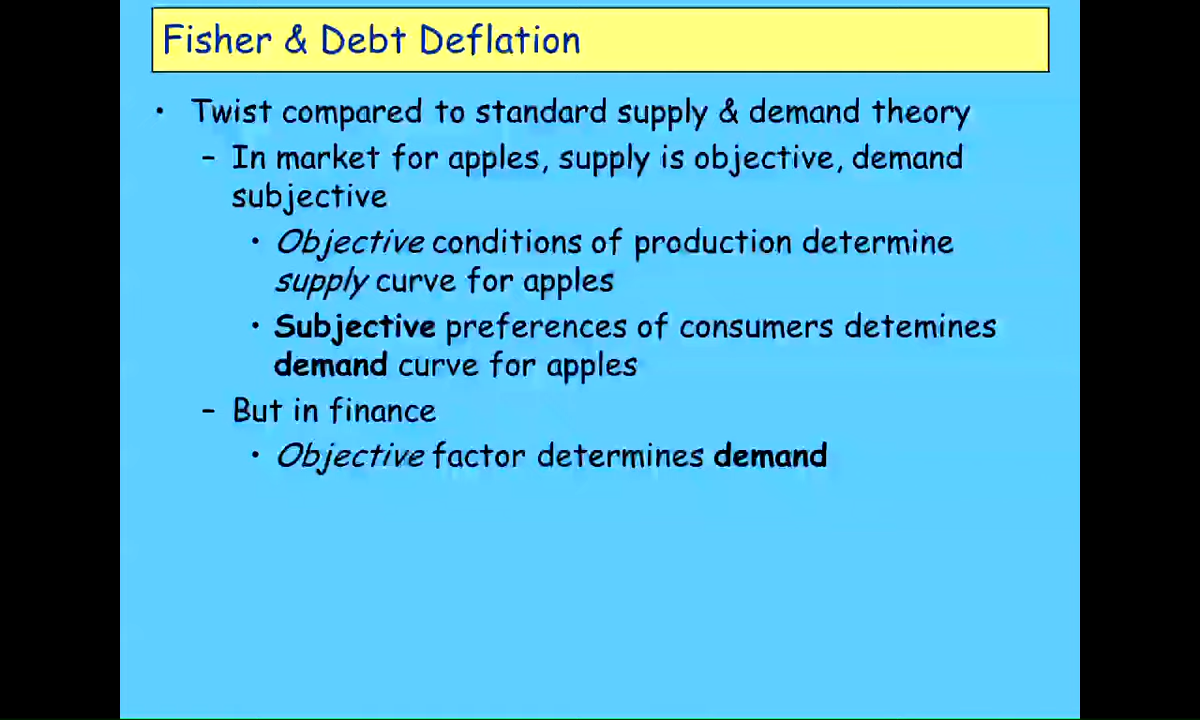 Fisher & Debt Deflation
• Twist compared to standard supply & demand theory
– In market for apples, supply is objective, demand
subjective
• Objective conditions of production determine
supply curve for apples
• Subjective preferences of consumers detemines
demand curve for apples
– But in finance
• Objective factor determines demand